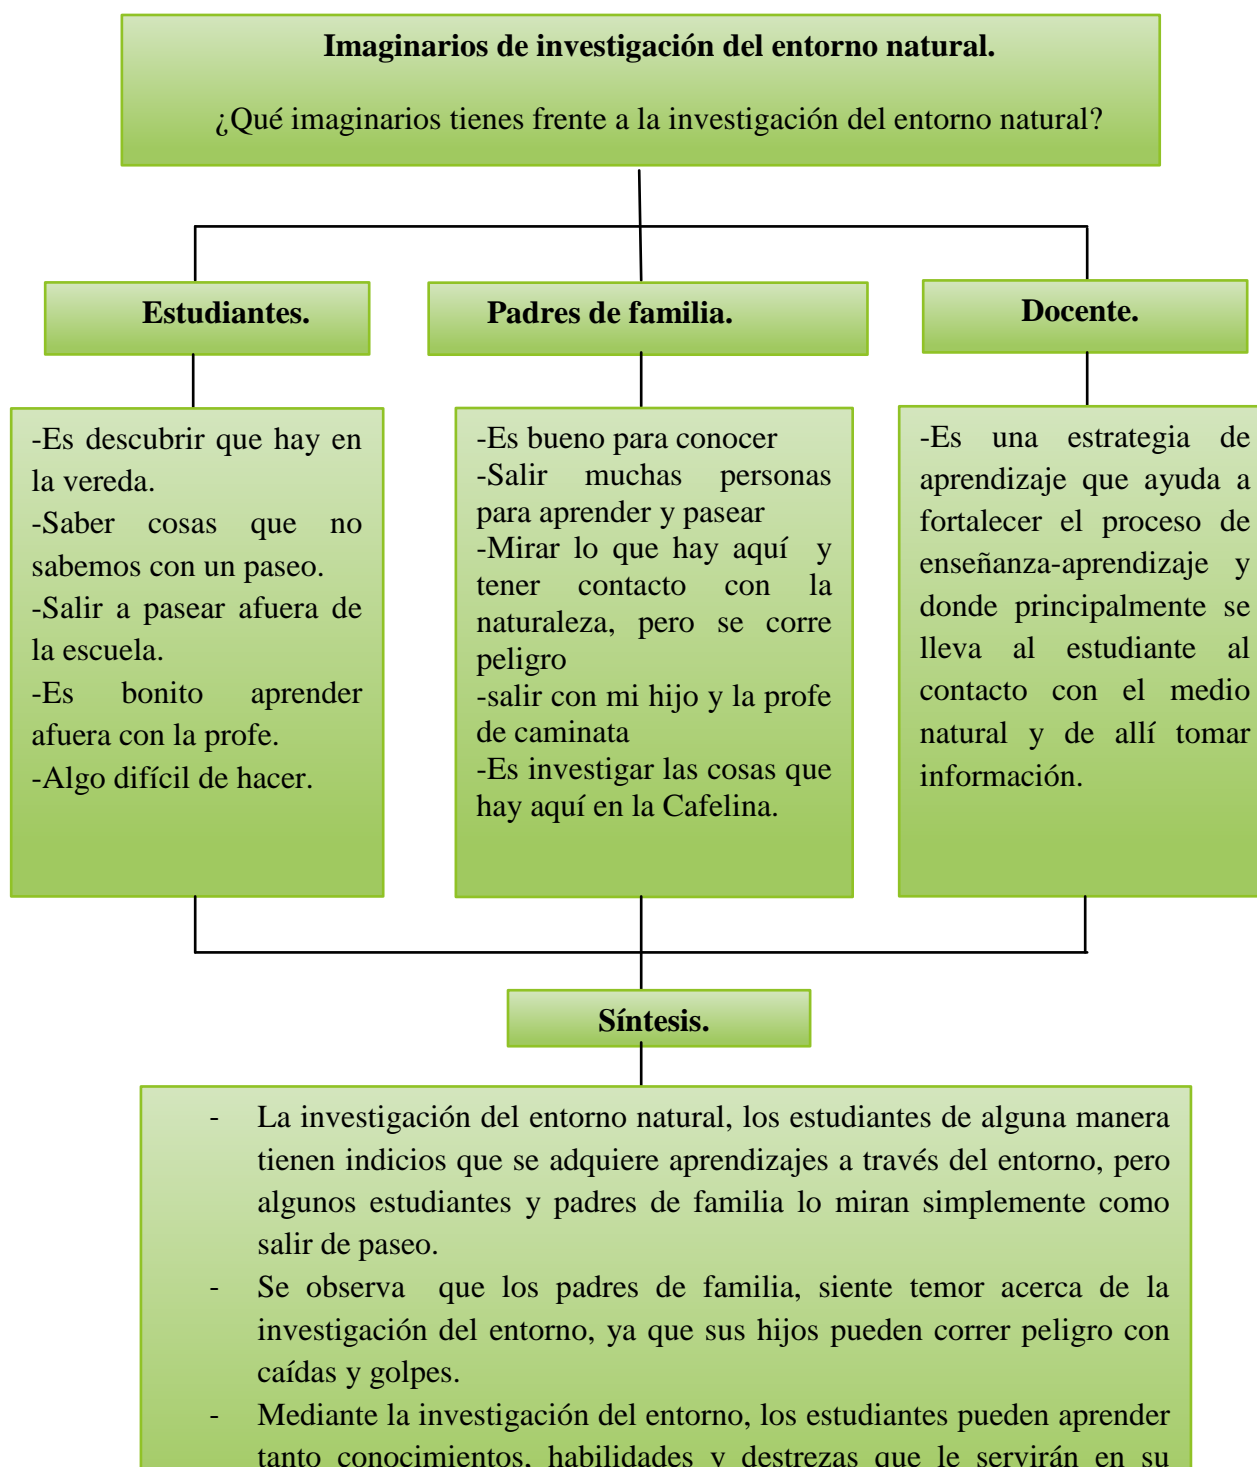 Imaginarios de investigación del entorno natural.
¿Qué imaginarios tienes frente a la investigación del entorno natural?
Estudiantes.
Padres de familia.
Docente.
-Es descubrir que hay en
la vereda.
-Saber cosas que no
sabemos con un paseo.
-Salir a pasear afuera de
la escuela.
-Es bonito aprender
afuera con la profe.
-Algo difícil de hacer.
-Es bueno para conocer
-Salir muchas personas
para aprender y pasear
-Mirar lo que hay aquí y
tener contacto con la
naturaleza, pero se corre
peligro
-salir con mi hijo y la profe
de caminata
-Es investigar las cosas que
hay aquí en la Cafelina.
-Es una estrategia de
aprendizaje que ayuda a
fortalecer el proceso de
enseñanza-aprendizaje y
donde principalmente se
lleva al estudiante al
contacto con el medio
natural y de allí tomar
información.
Síntesis.
- La investigación del entorno natural, los estudiantes de alguna manera
tienen indicios que se adquiere aprendizajes a través del entorno, pero
algunos estudiantes y padres de familia lo miran simplemente como
salir de paseo.
- Se observa que los padres de familia, siente temor acerca de la
investigación del entorno, ya que sus hijos pueden correr peligro con
caídas y golpes.
- Mediante la investigación del entorno, los estudiantes pueden aprender
tanto conocimientos, habilidades y destrezas que le servirán en su